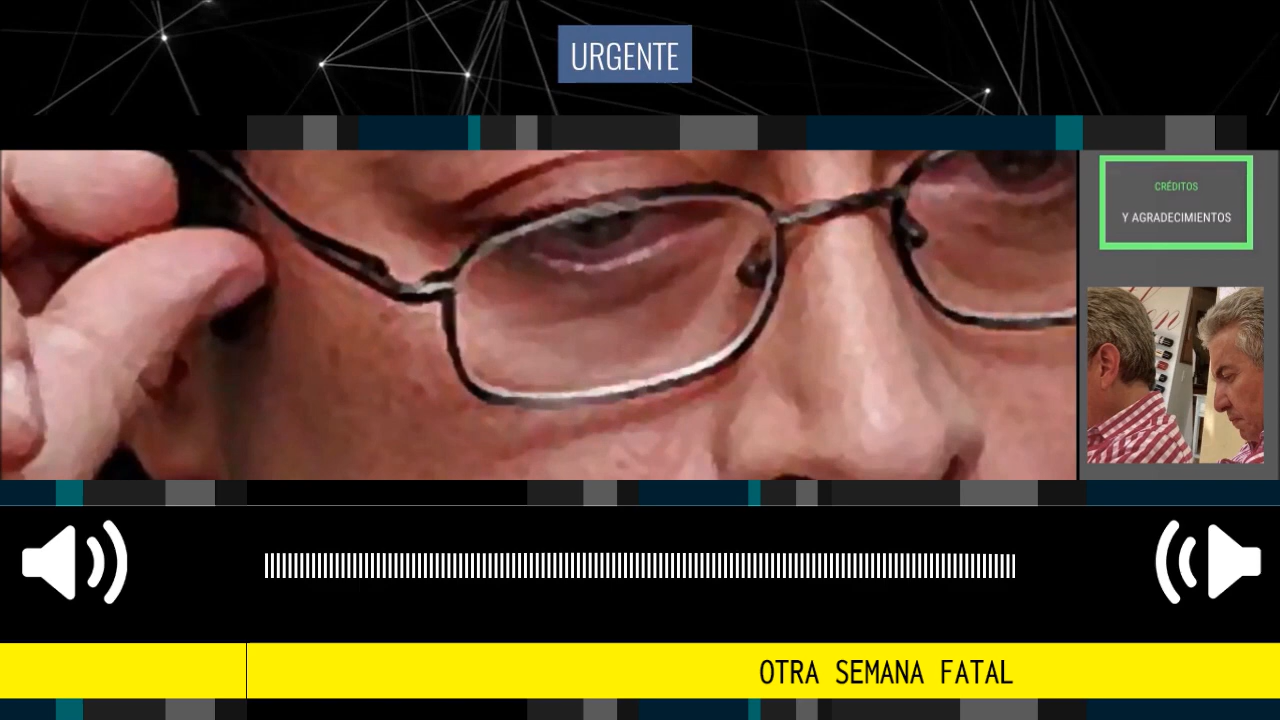 URGENTE
CRÉDITOS
Y AGRADECIMIENTOS
OTRA SEMANA FATAL